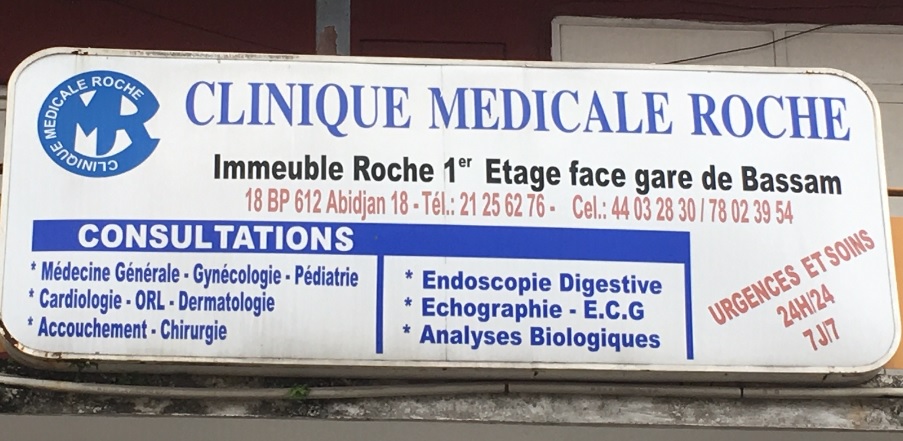 CLINIQUE MEDICALE ROCHE
CMR
CLINIQUE MEDICALE ROCHE
Immeuble Roche 1er Etage face gare de Bassam
18 BP 612 Abidjan 18 - Tél.: 21 25 62 76 - Cel.: 44 03 28 30 / 78 02 39 54
CONSULTATIONS
* Médecine Générale - Gynécologie - Pédiatrie
* Cardiologie - ORL - Dermatologie
* Accouchement - Chirurgie
* Endoscopie Digestive
* Echographie - E.C.G
* Analyses Biologiques
URGENCES ET SOINS
24H/24
7J/7